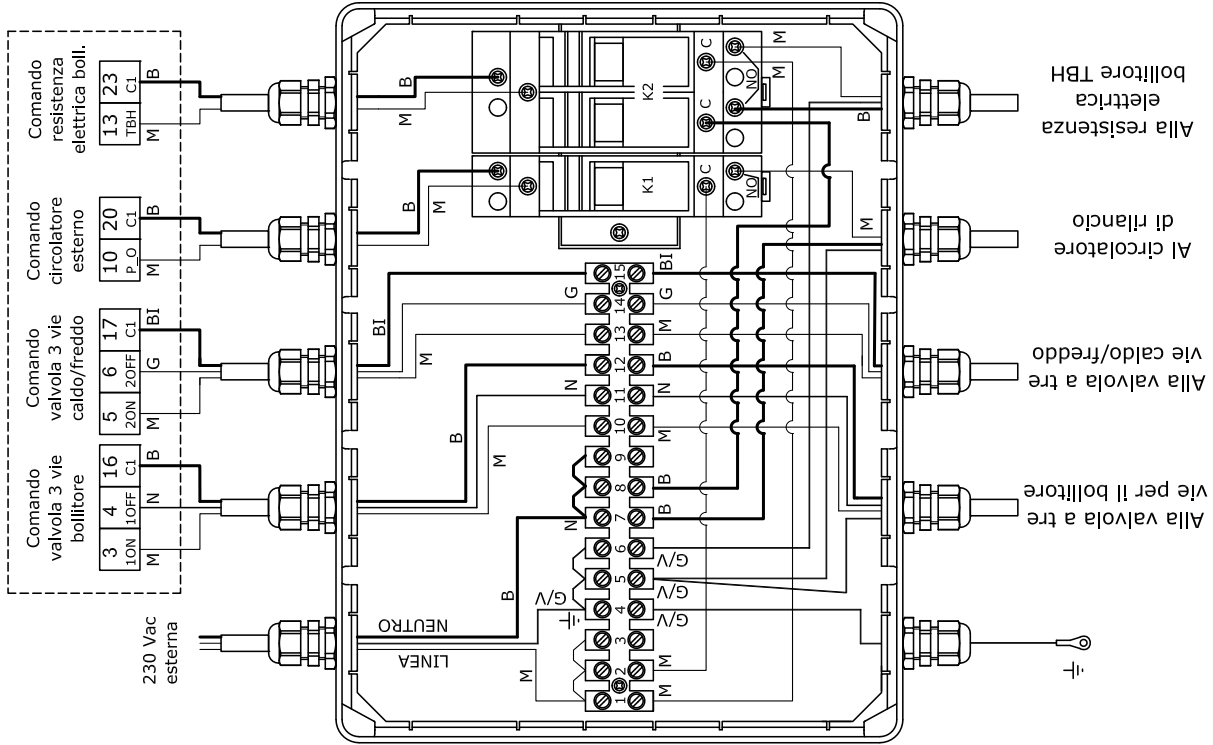 Comando
resistenza
elettrica boll.
13
23
TBH
C1
M
B
Comando
circolatore
esterno
10
20
P_O
C1
M
B
Comando
valvola 3 vie
caldo/freddo
5
6
17
2ON
2OFF
C1
M
G
BI
Comando
valvola 3 vie
bollitore
3
4
16
1ON
1OFF
C1
M
N
B
230 Vac
esterna
B
M
B
M
BI
M
G
B
N
M
B
N
NEUTRO
LINEA
G/V
M
K2
K1
C
C
C
NO
NO
M
M
B
M
15
14
13
12
11
10
9
8
7
6
5
4
3
2
1
BI
G
M
B
N
M
B
B
G/V
G/V
G/V
M
M
Alla resistenza
elettrica
bollitore TBH
Al circolatore
di rilancio
Alla valvola a tre
vie caldo/freddo
Alla valvola a tre
vie per il bollitore